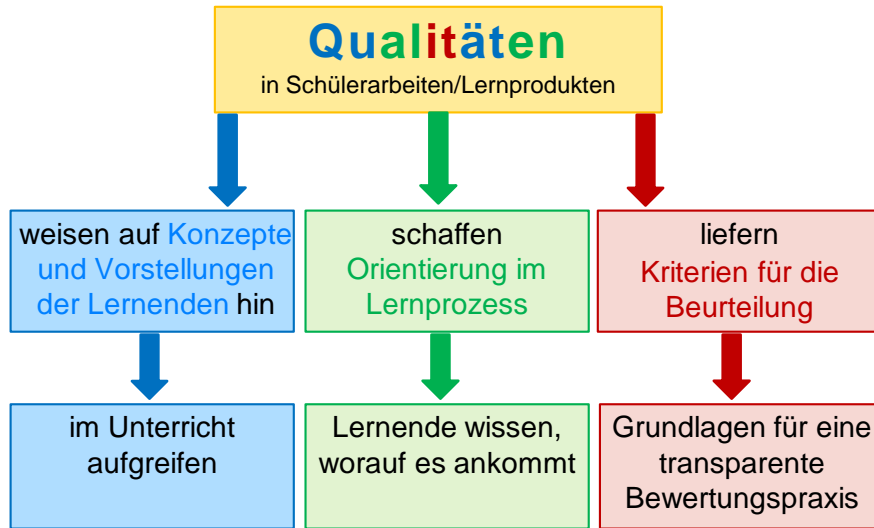 Qualitäten
in Schülerarbeiten/Lernprodukten
weisen auf Konzepte
und Vorstellungen
der Lernenden hin
schaffen
Orientierung im
Lernprozess
liefern
Kriterien für die
Beurteilung
im Unterricht
aufgreifen
Lernende wissen,
worauf es ankommt
Grundlagen für eine
transparente
Bewertungspraxis